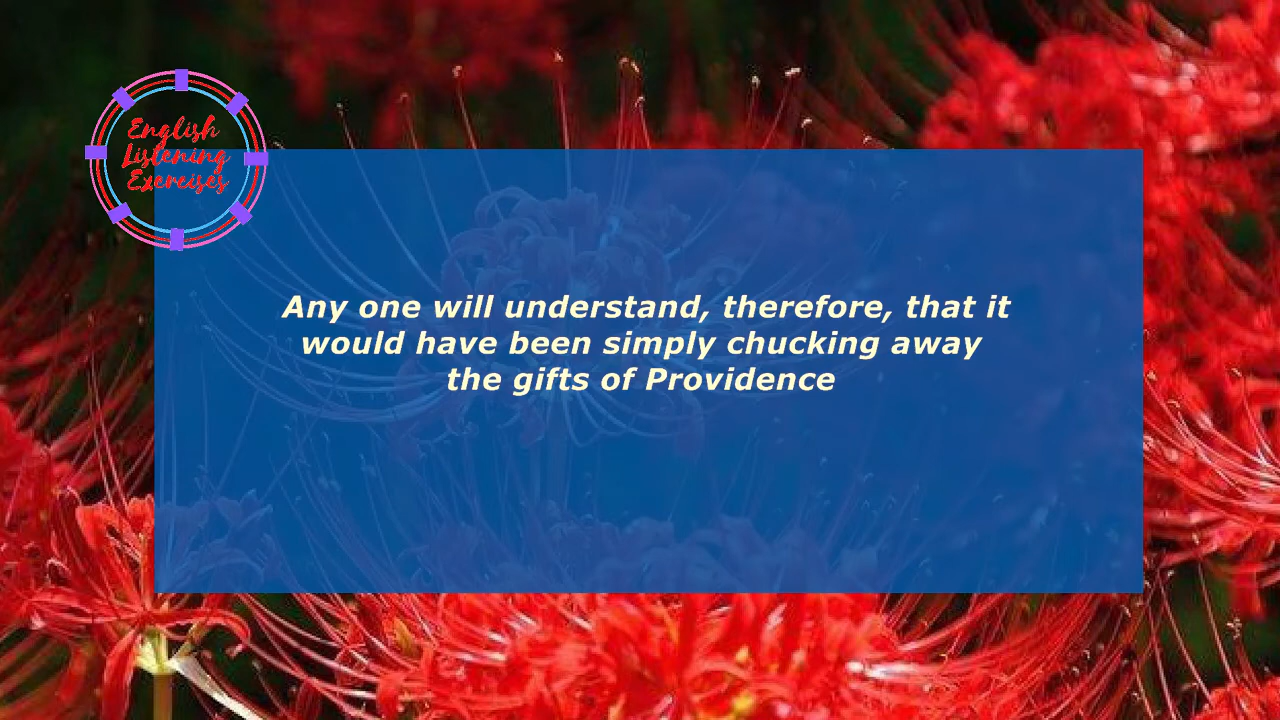 English
Listening
Exercises
Any one will understand, therefore, that it
would have been simply chucking away
the gifts of Providence